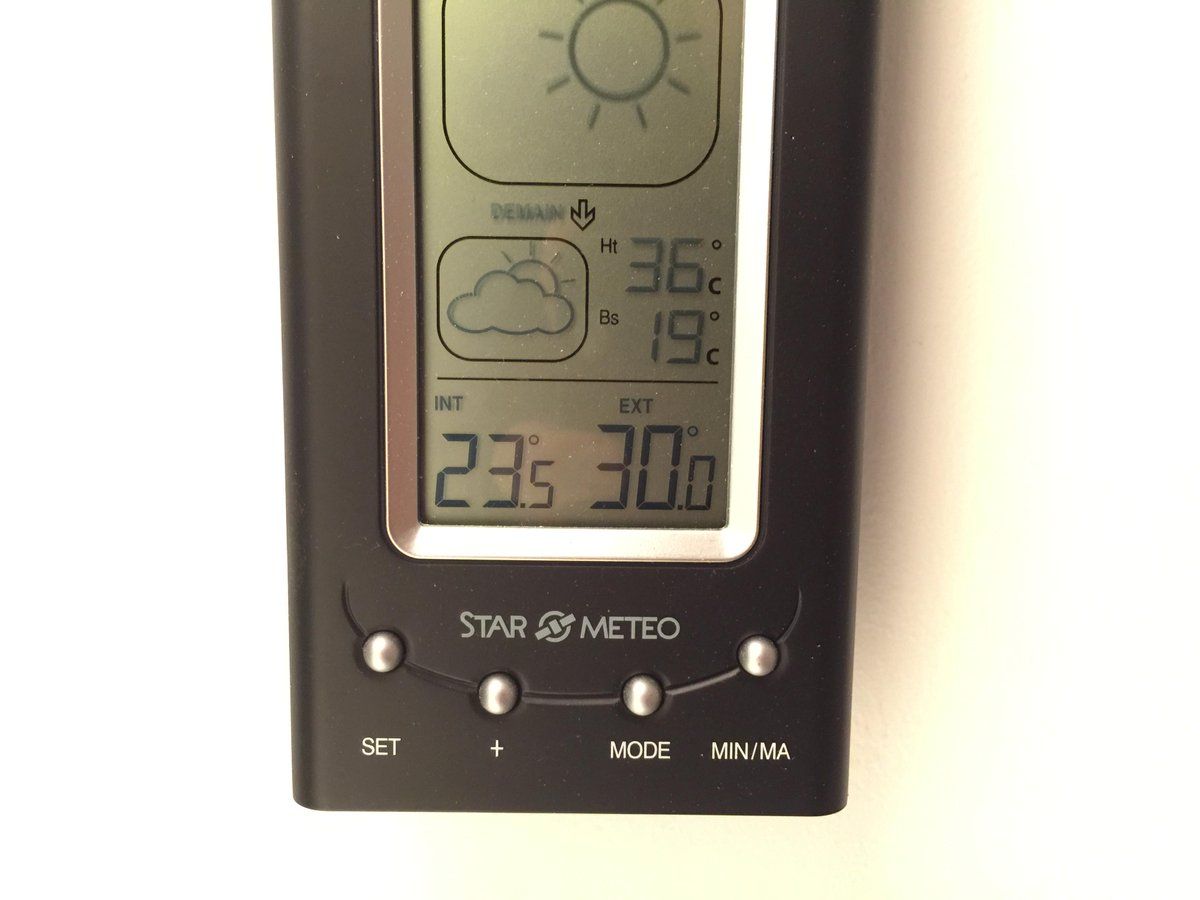 DEMAIN
Ht 36°C
Bs 19°C
INT EXT
23.5° 30.0°
STAR METEO
SET + MODE MIN/MA